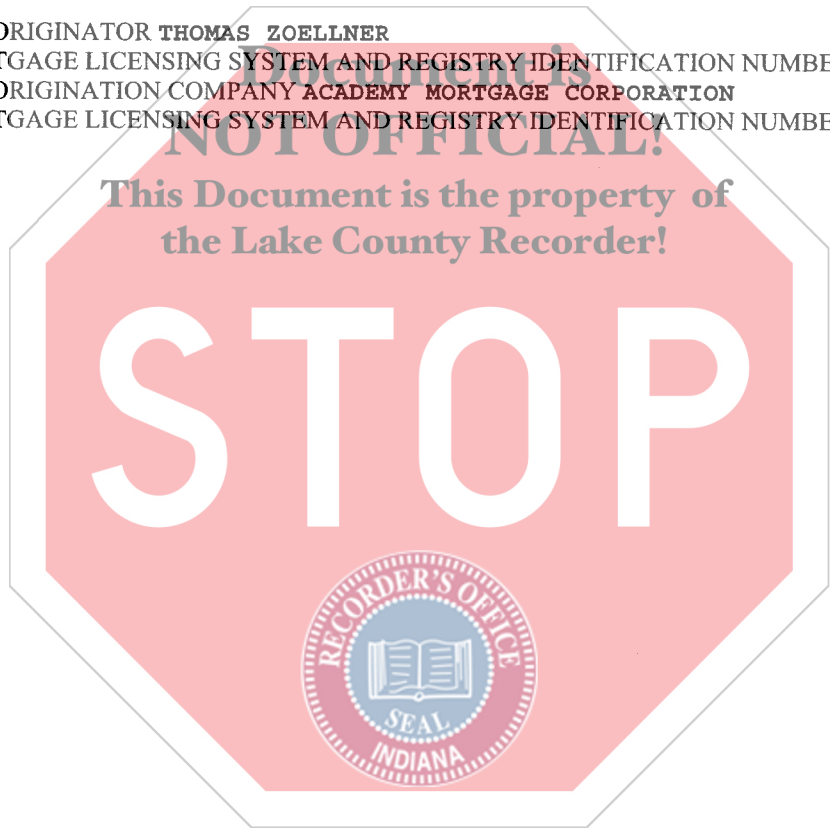 ORIGINATOR THOMAS ZOELLNER
TGAGE LICENSING SYSTEM AND REGISTRY IDENTIFICATION NUMBE
ORIGINATION COMPANY ACADEMY MORTGAGE CORPORATION
TGAGE LICENSING SYSTEM AND REGISTRY IDENTIFICATION NUMBE
Document is
NOT OFFICIAL!
This Document is the property of
the Lake County Recorder!
STOP
RECORDER'S OFFICE
SEAL
INDIANA